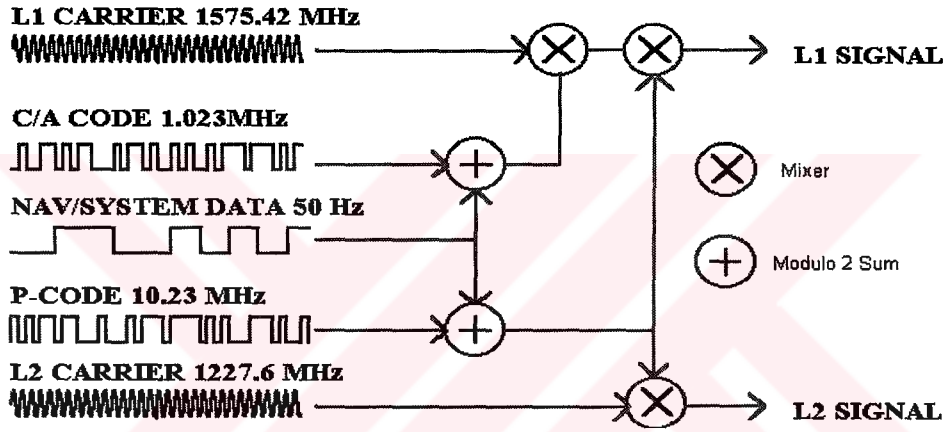 L1 CARRIER 1575.42 MHz
L1 SIGNAL
C/A CODE 1.023MHz
Mixer
NAV/SYSTEM DATA 50 Hz
Modulo 2 Sum
P-CODE 10.23 MHz
L2 CARRIER 1227.6 MHz
L2 SIGNAL